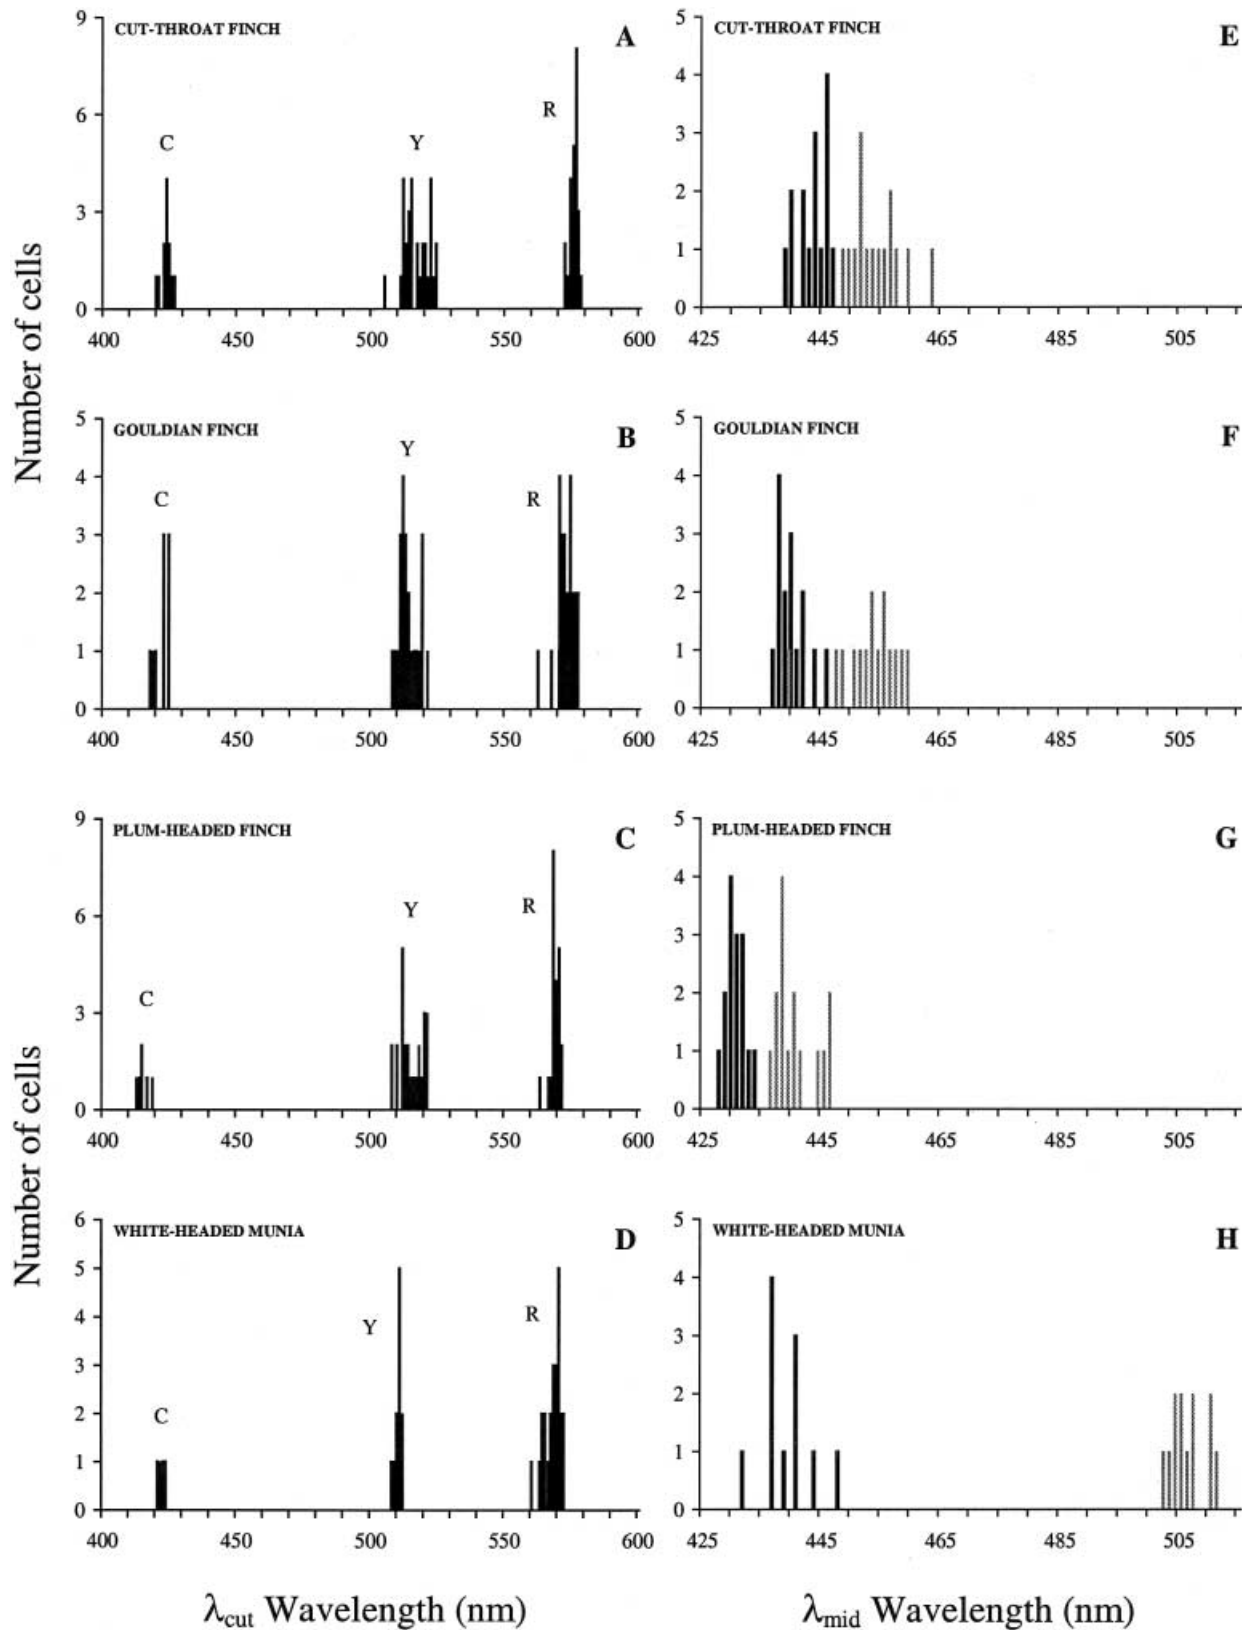 9
CUT-THROAT FINCH
A
C
Y
R
6
3
0
400 450 500 550 600
5
CUT-THROAT FINCH
E
4
3
2
1
0
425 445 465 485 505
Number of cells
5
GOULDIAN FINCH
B
C
Y
R
4
3
2
1
0
400 450 500 550 600
5
GOULDIAN FINCH
F
4
3
2
1
0
425 445 465 485 505
9
PLUM-HEADED FINCH
C
C
Y
R
6
3
0
400 450 500 550 600
5
PLUM-HEADED FINCH
G
4
3
2
1
0
425 445 465 485 505
Number of cells
6
WHITE-HEADED MUNIA
D
C
Y
R
5
4
3
2
1
0
400 450 500 550 600
5
WHITE-HEADED MUNIA
H
4
3
2
1
0
425 445 465 485 505
λcut Wavelength (nm)
λmid Wavelength (nm)